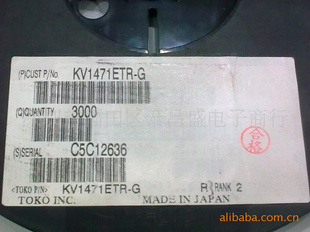 (P)CUST P/No. KV1471ETR-G
(Q)QUANTITY 3000
(S)SERIAL C5C12636
合格
<TOKO P/N> KV1471ETR-G R RANK 2
TOKO INC. MADE IN JAPAN
alibaba.com.cn